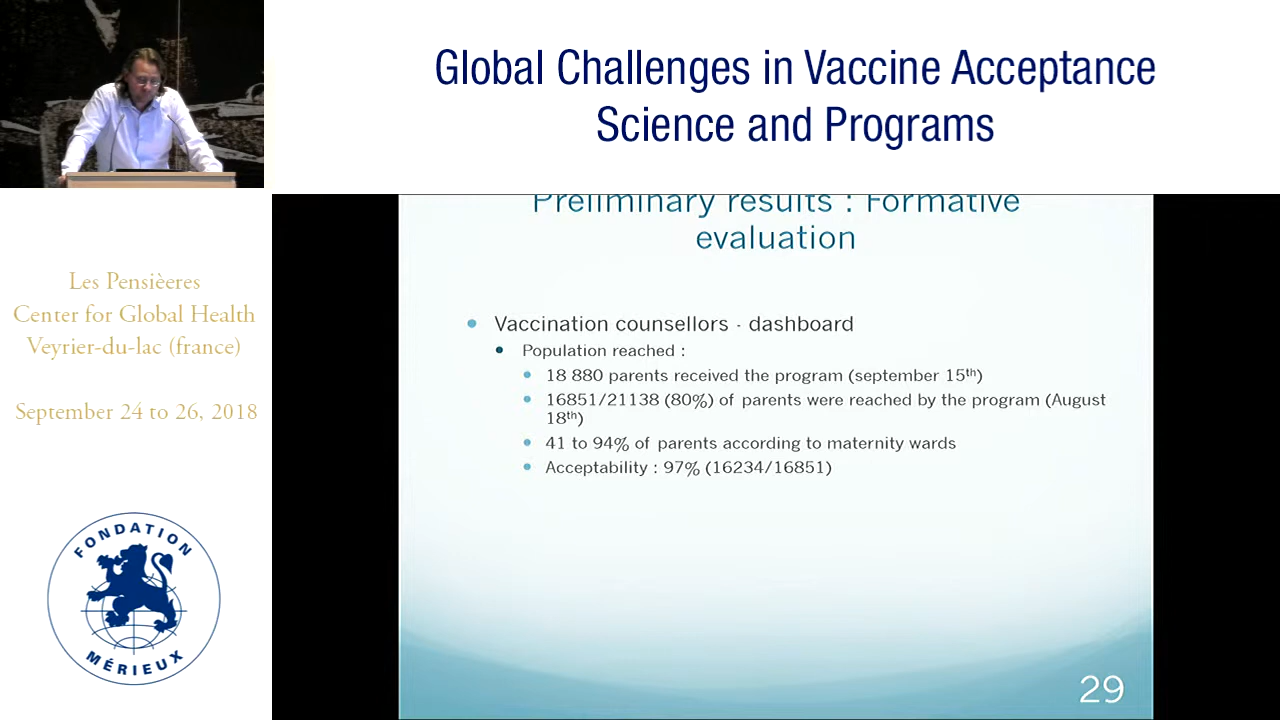 Global Challenges in Vaccine Acceptance
Science and Programs
Les Pensièeres
Center for Global Health
Veyrier-du-lac (france)
September 24 to 26, 2018
FONDATION
MÉRIEUX
Preliminary results : Formative
evaluation
Vaccination counsellors - dashboard
Population reached :
18 880 parents received the program (september 15th)
16851/21138 (80%) of parents were reached by the program (August
18th)
41 to 94% of parents according to maternity wards
Acceptability : 97% (16234/16851)
29